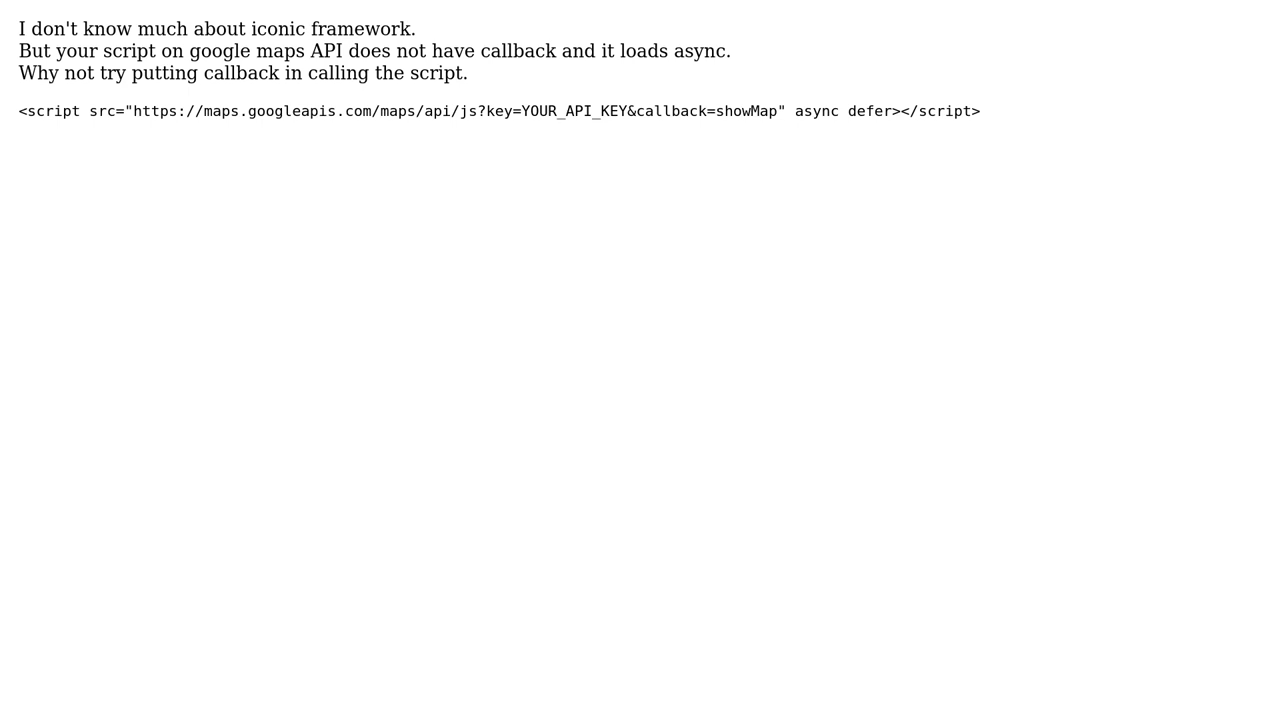 I don't know much about iconic framework.
But your script on google maps API does not have callback and it loads async.
Why not try putting callback in calling the script.
<script src="https://maps.googleapis.com/maps/api/js?key=YOUR_API_KEY&callback=showMap" async defer></script>